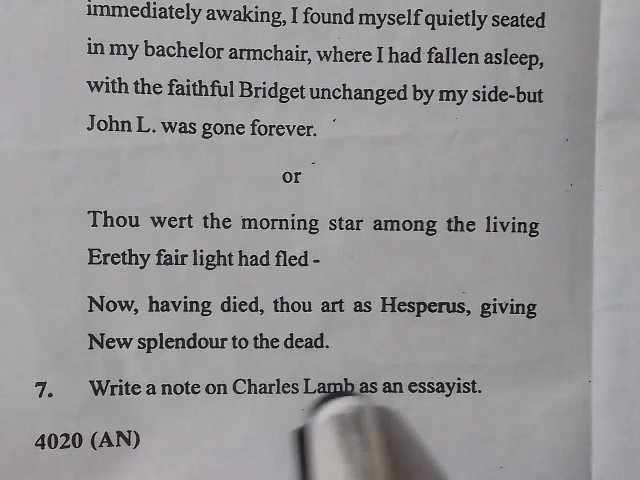 immediately awaking, I found myself quietly seated
in my bachelor armchair, where I had fallen asleep,
with the faithful Bridget unchanged by my side-but
John L. was gone forever.
or
Thou wert the morning star among the living
Erethy fair light had fled -
Now, having died, thou art as Hesperus, giving
New splendour to the dead.
7. Write a note on Charles Lamb as an essayist.
4020 (AN)